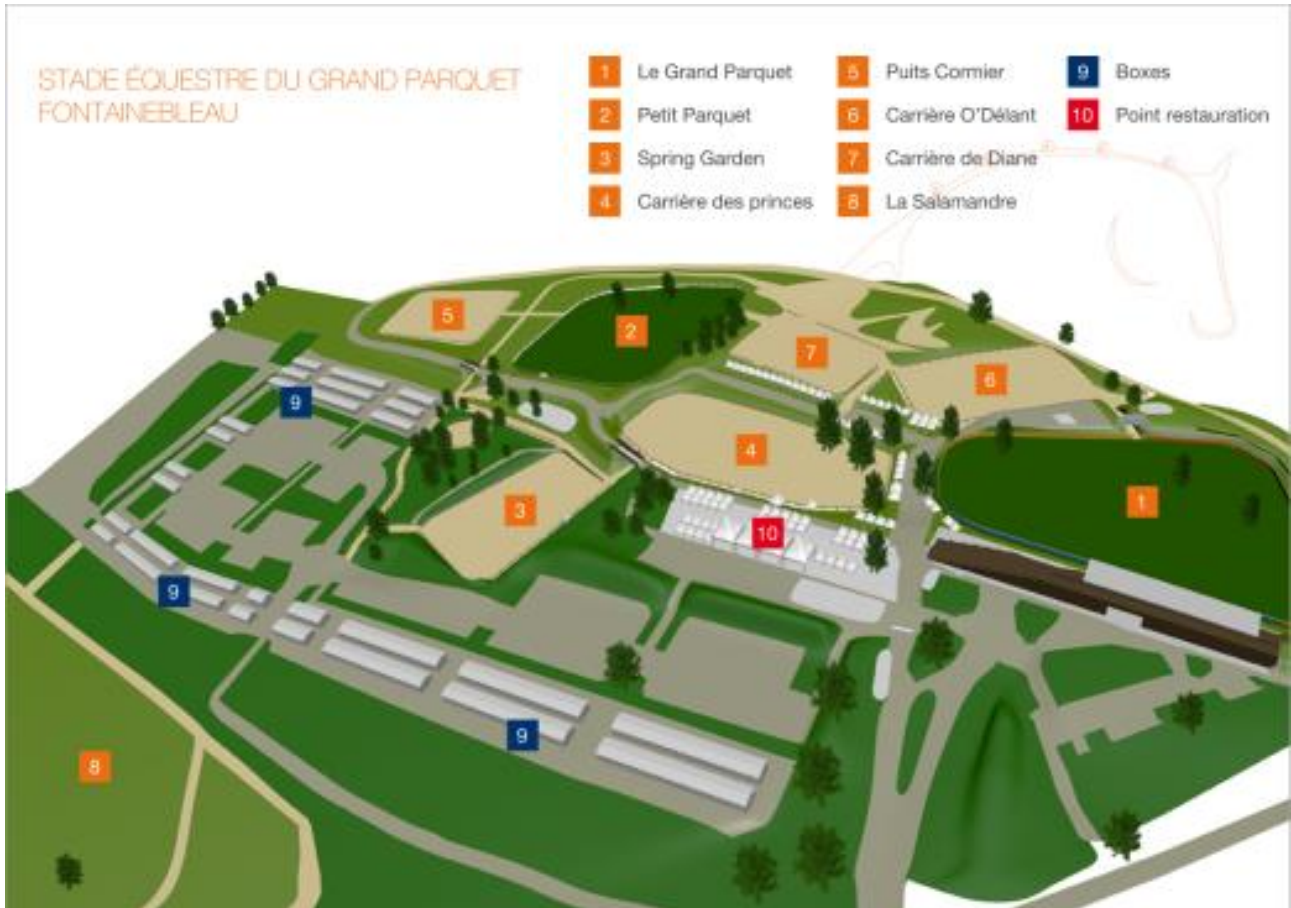 STADE ÉQUESTRE DU GRAND PARQUET
FONTAINEBLEAU
1 Le Grand Parquet
2 Petit Parquet
3 Spring Garden
4 Carrière des princes
5 Puits Cormier
6 Carrière O'Délant
7 Carrière de Diane
8 La Salamandre
9 Boxes
10 Point restauration
5
2
7
6
9
4
1
3
10
9
9
8